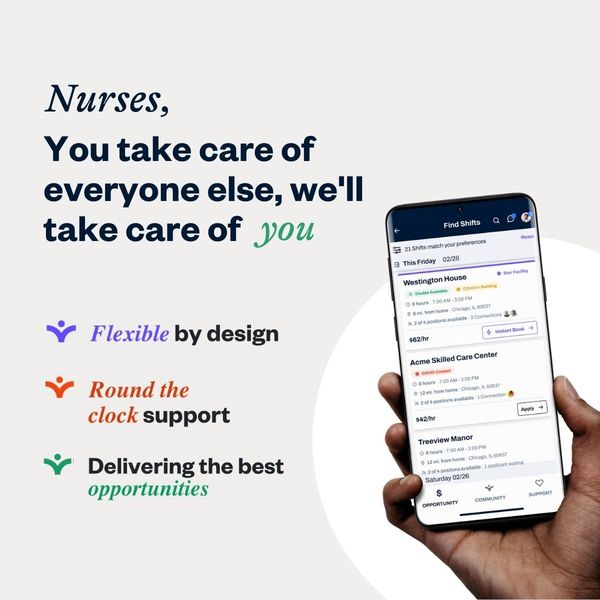 Nurses,
You take care of
everyone else, we'll
take care of you
Flexible by design
Round the
clock support
Delivering the best
opportunities
Find Shifts
21 Shifts match your preferences
Reset
This Friday 02/26
Westington House
Star Facility
Double Available
COVID in Building
8 hours · 7:00 AM - 3:00 PM
8 mi. from home · Chicago, IL 60637
2 of 4 positions available · 2 Connections
$62/hr
Instant Book →
Acme Skilled Care Center
COVID Contact
8 hours · 7:00 AM - 3:00 PM
12 mi. from home · Chicago, IL 60637
2 of 4 positions available · 1 Connection
$42/hr
Apply →
Treeview Manor
8 hours · 7:00 AM - 3:00 PM
12 mi. from home · Chicago, IL 60637
2 of 4 positions available · 1 applicant waiting
Saturday 02/26
$
OPPORTUNITY
COMMUNITY
SUPPORT